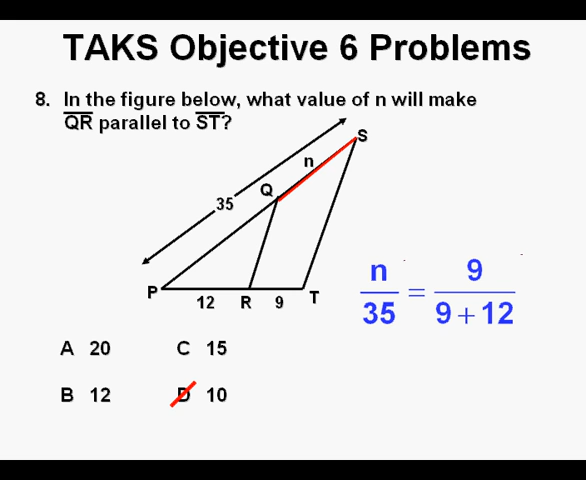 TAKS Objective 6 Problems
8. In the figure below, what value of n will make
QR parallel to ST?
S
n
Q
35
P
12 R 9 T
n/35 = 9/9+12
A 20 C 15
B 12 D 10